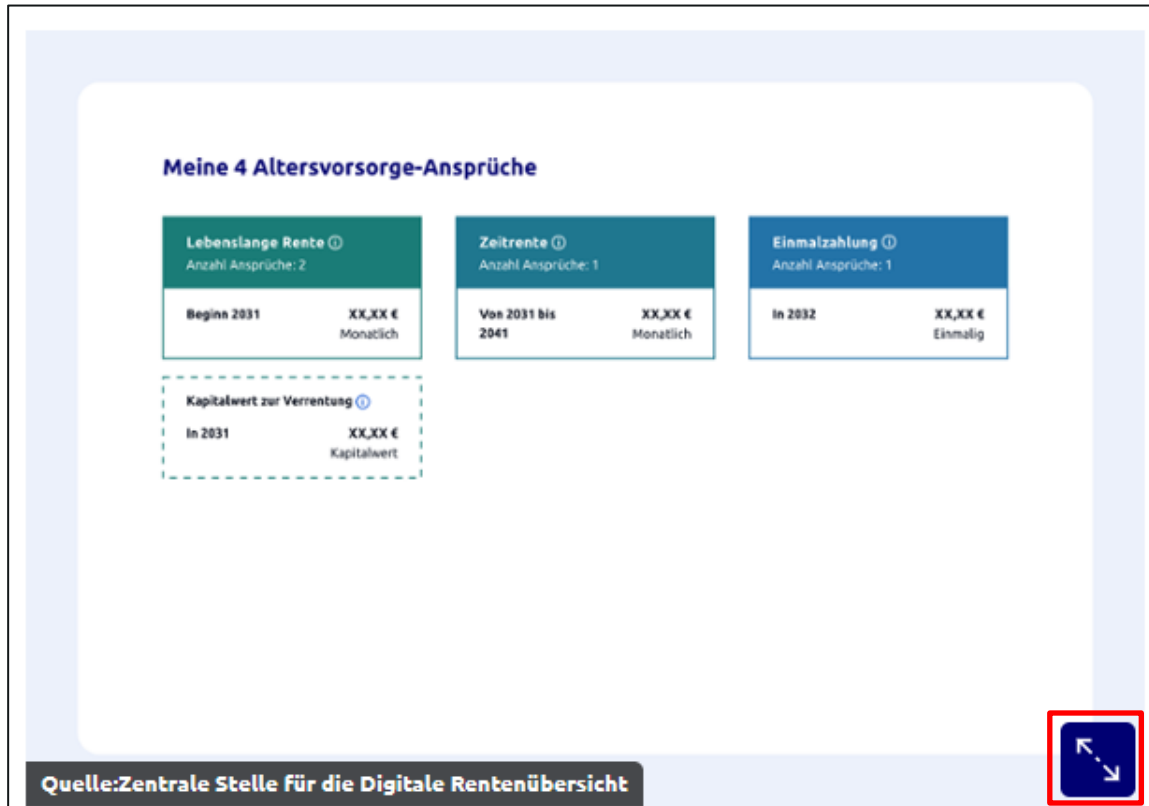 Meine 4 Altersvorsorge-Ansprüche
Lebenslange Rente
Anzahl Ansprüche: 2
Beginn 2031 XX,XX €
Monatlich
Zeitrente
Anzahl Ansprüche: 1
Von 2031 bis XX,XX €
2041 Monatlich
Einmalzahlung
Anzahl Ansprüche: 1
In 2032 XX,XX €
Einmalig
Kapitalwert zur Verrentung
In 2031 XX,XX €
Kapitalwert
Quelle:Zentrale Stelle für die Digitale Rentenübersicht